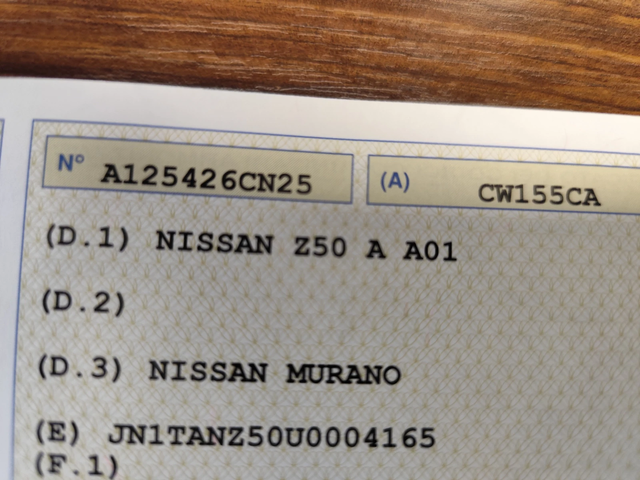 N° A125426CN25 (A) CW155CA
(D.1) NISSAN Z50 A A01
(D.2)
(D.3) NISSAN MURANO
(E) JN1TANZ50U0004165
(F.1)